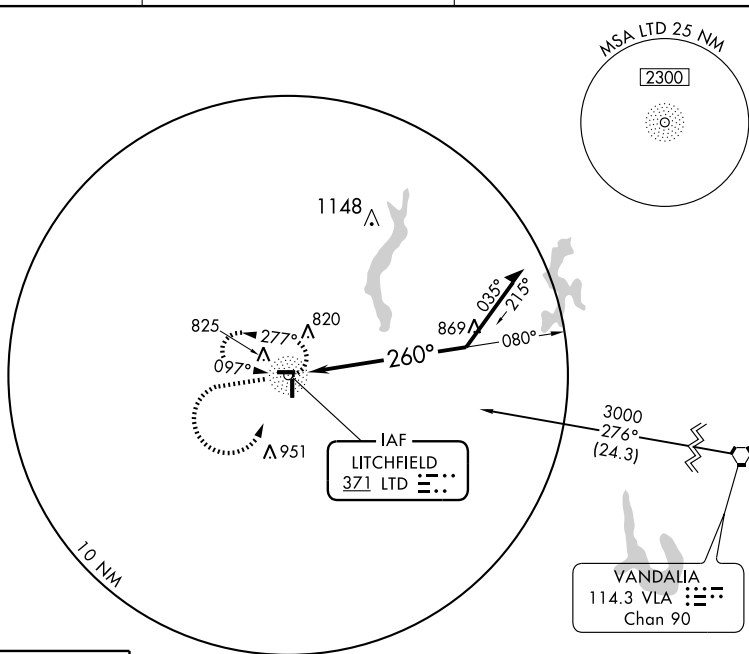 MSA LTD 25 NM
2300
1148
035°
215°
869
080°
260°
820
825
277°
097°
951
IAF
LITCHFIELD
371 LTD
3000
276°
(24.3)
10 NM
VANDALIA
114.3 VLA
Chan 90